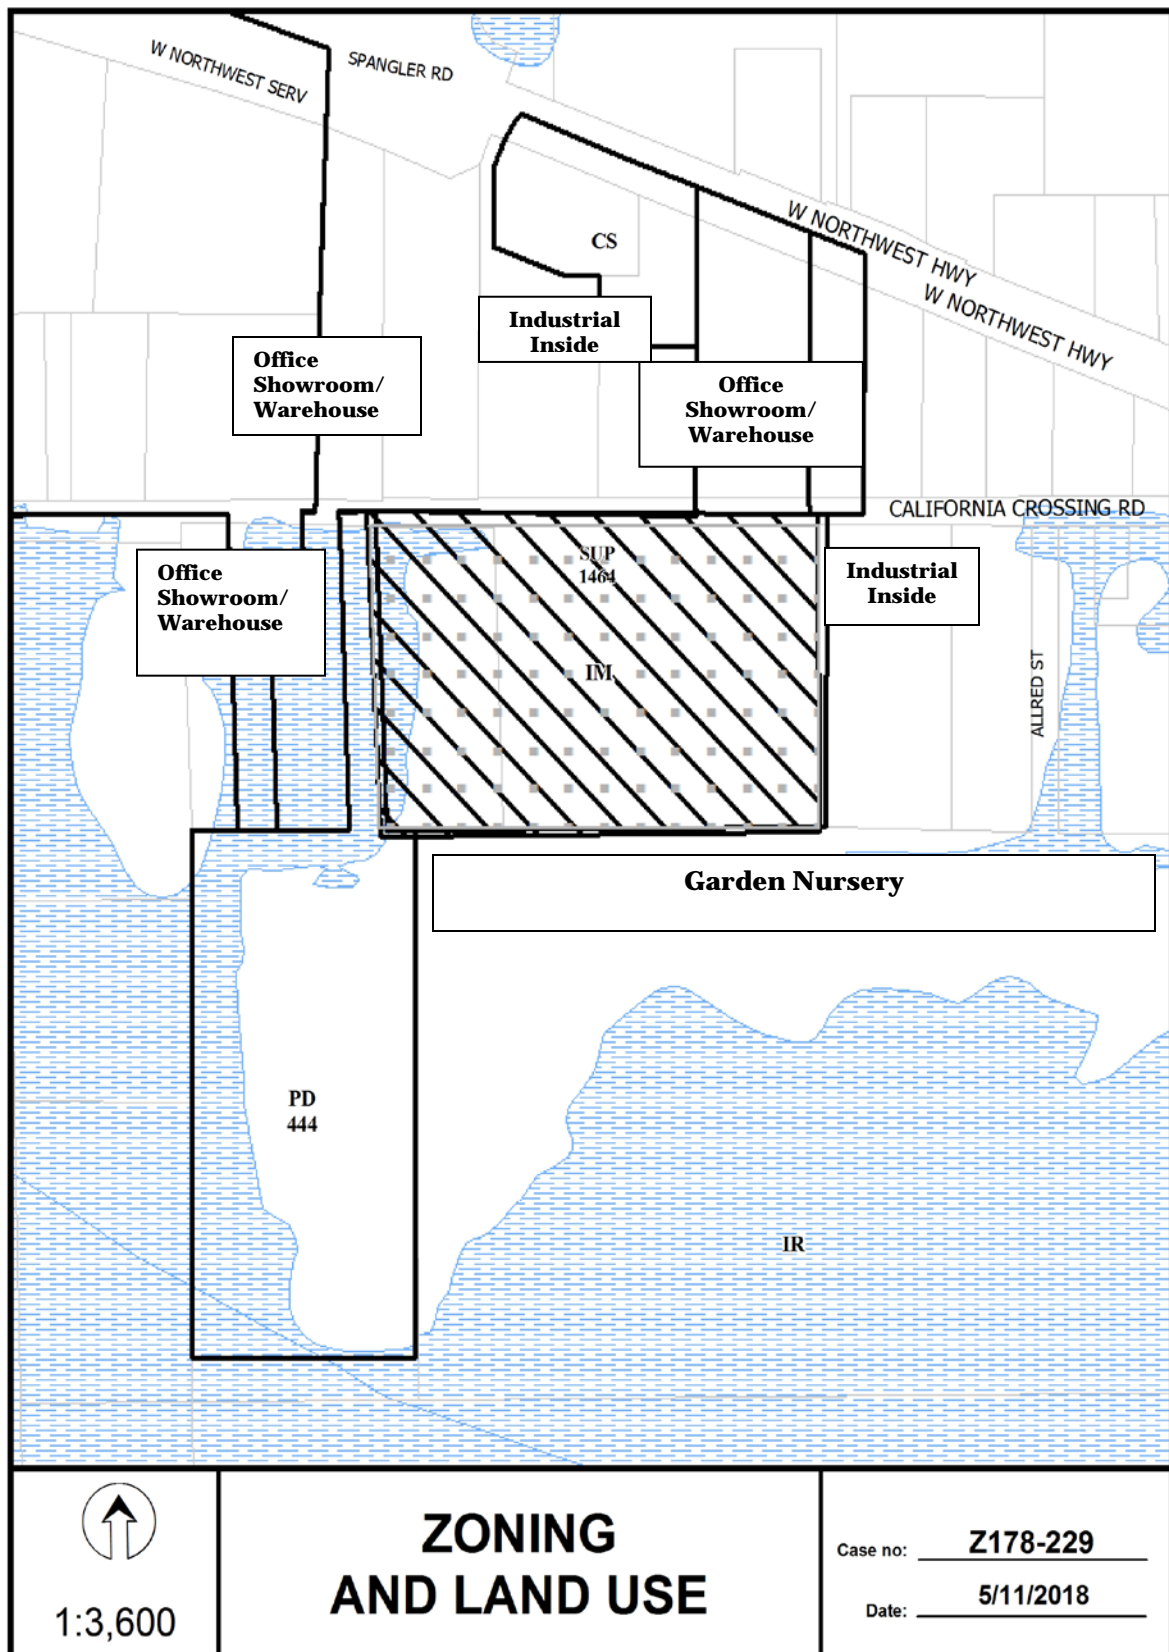 W NORTHWEST SERV
SPANGLER RD
W NORTHWEST HWY
W NORTHWEST HWY
CS
Industrial
Inside
Office
Showroom/
Warehouse
Office
Showroom/
Warehouse
CALIFORNIA CROSSING RD
SUP
1464
Office
Showroom/
Warehouse
Industrial
Inside
IM
ALLRED ST
Garden Nursery
PD
444
IR
1:3,600
ZONING
AND LAND USE
Case no: Z178-229
Date: 5/11/2018